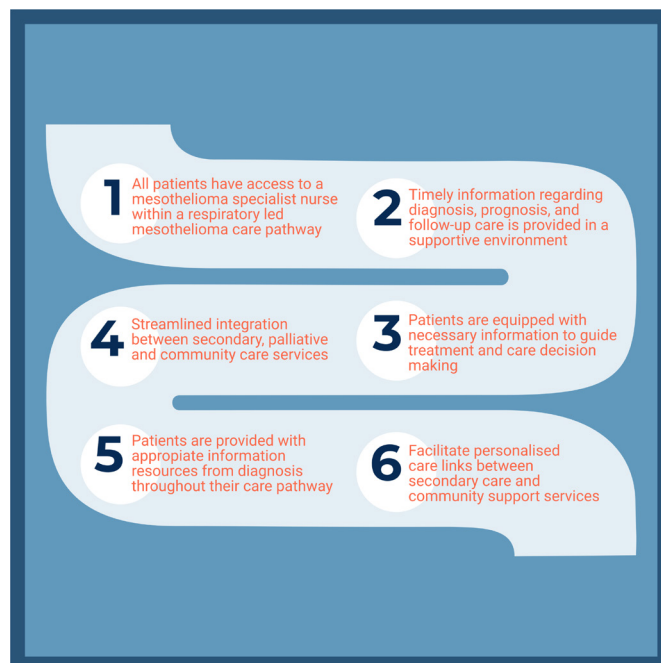 1
All patients have access to a
mesothelioma specialist nurse
within a respiratory led
mesothelioma care pathway
2
Timely information regarding
diagnosis, prognosis, and
follow-up care is provided in a
supportive environment
3
Patients are equipped with
necessary information to guide
treatment and care decision
making
4
Streamlined integration
between secondary, palliative
and community care services
5
Patients are provided with
appropiate information
resources from diagnosis
throughout their care pathway
6
Facilitate personalised
care links between
secondary care and
community support services